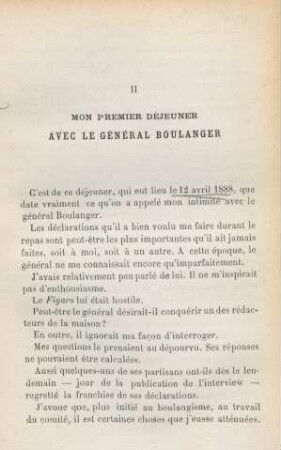 II
MON PREMIER DÉJEUNER
AVEC LE GÉNÉRAL BOULANGER
C'est de ce déjeuner, qui eut lieu le 12 avril 1888, que
date vraiment ce qu'on a appelé mon intimité avec le
général Boulanger.
Les déclarations qu'il a bien voulu me faire durant le
repas sont peut-être les plus importantes qu'il ait jamais
faites, soit à moi, soit à un autre. A cette époque, le
général ne me connaissait encore qu'imparfaitement.
J'avais relativement peu parlé de lui. Il ne m'inspirait
pas d'enthousiasme.
Le Figaro lui était hostile.
Peut-être le général désirait-il conquérir un des rédac-
teurs de la maison?
En outre, il ignorait ma façon d'interroger.
Mes questions le prenaient au dépourvu. Ses réponses
ne pouvaient être calculées.
Aussi quelques-uns de ses partisans ont-ils dès le len-
demain — jour de la publication de l'interview —
regretté la franchise de ses déclarations.
J'avoue que, plus initié au boulangisme, au travail
du comité, il est certaines choses que j'eusse atténuées.